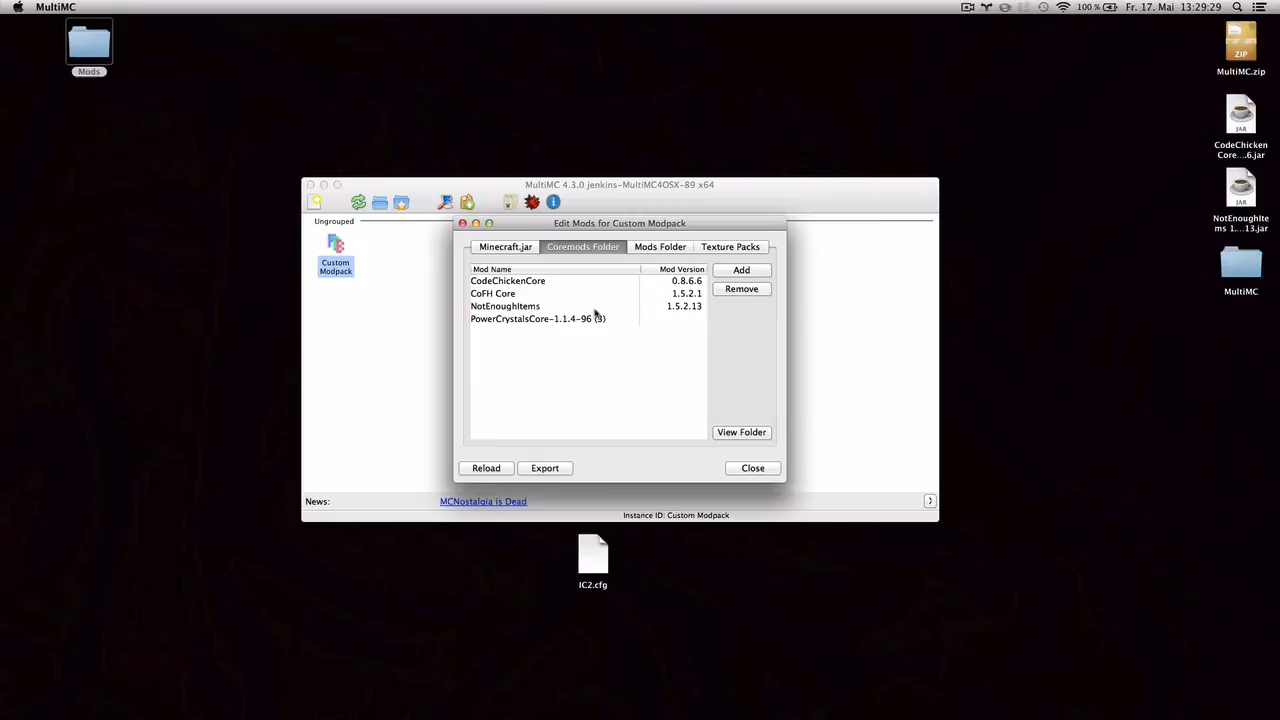 MultiMC
100 %
Fr. 17. Mai 13:29:29
Mods
ZIP
MultiMC.zip
JAR
CodeChicken
Core....6.jar
JAR
NotEnoughIte
ms 1....13.jar
MultiMC
MultiMC 4.3.0 jenkins-MultiMC4OSX-89 x64
Ungrouped
Custom
Modpack
Edit Mods for Custom Modpack
Minecraft.jar Coremods Folder Mods Folder Texture Packs
Mod Name Mod Version
CodeChickenCore 0.8.6.6
CoFH Core 1.5.2.1
NotEnoughItems 1.5.2.13
PowerCrystalsCore-1.1.4-96 (3)
Add
Remove
View Folder
Reload Export Close
News: MCNostalgia is Dead
Instance ID: Custom Modpack
IC2.cfg